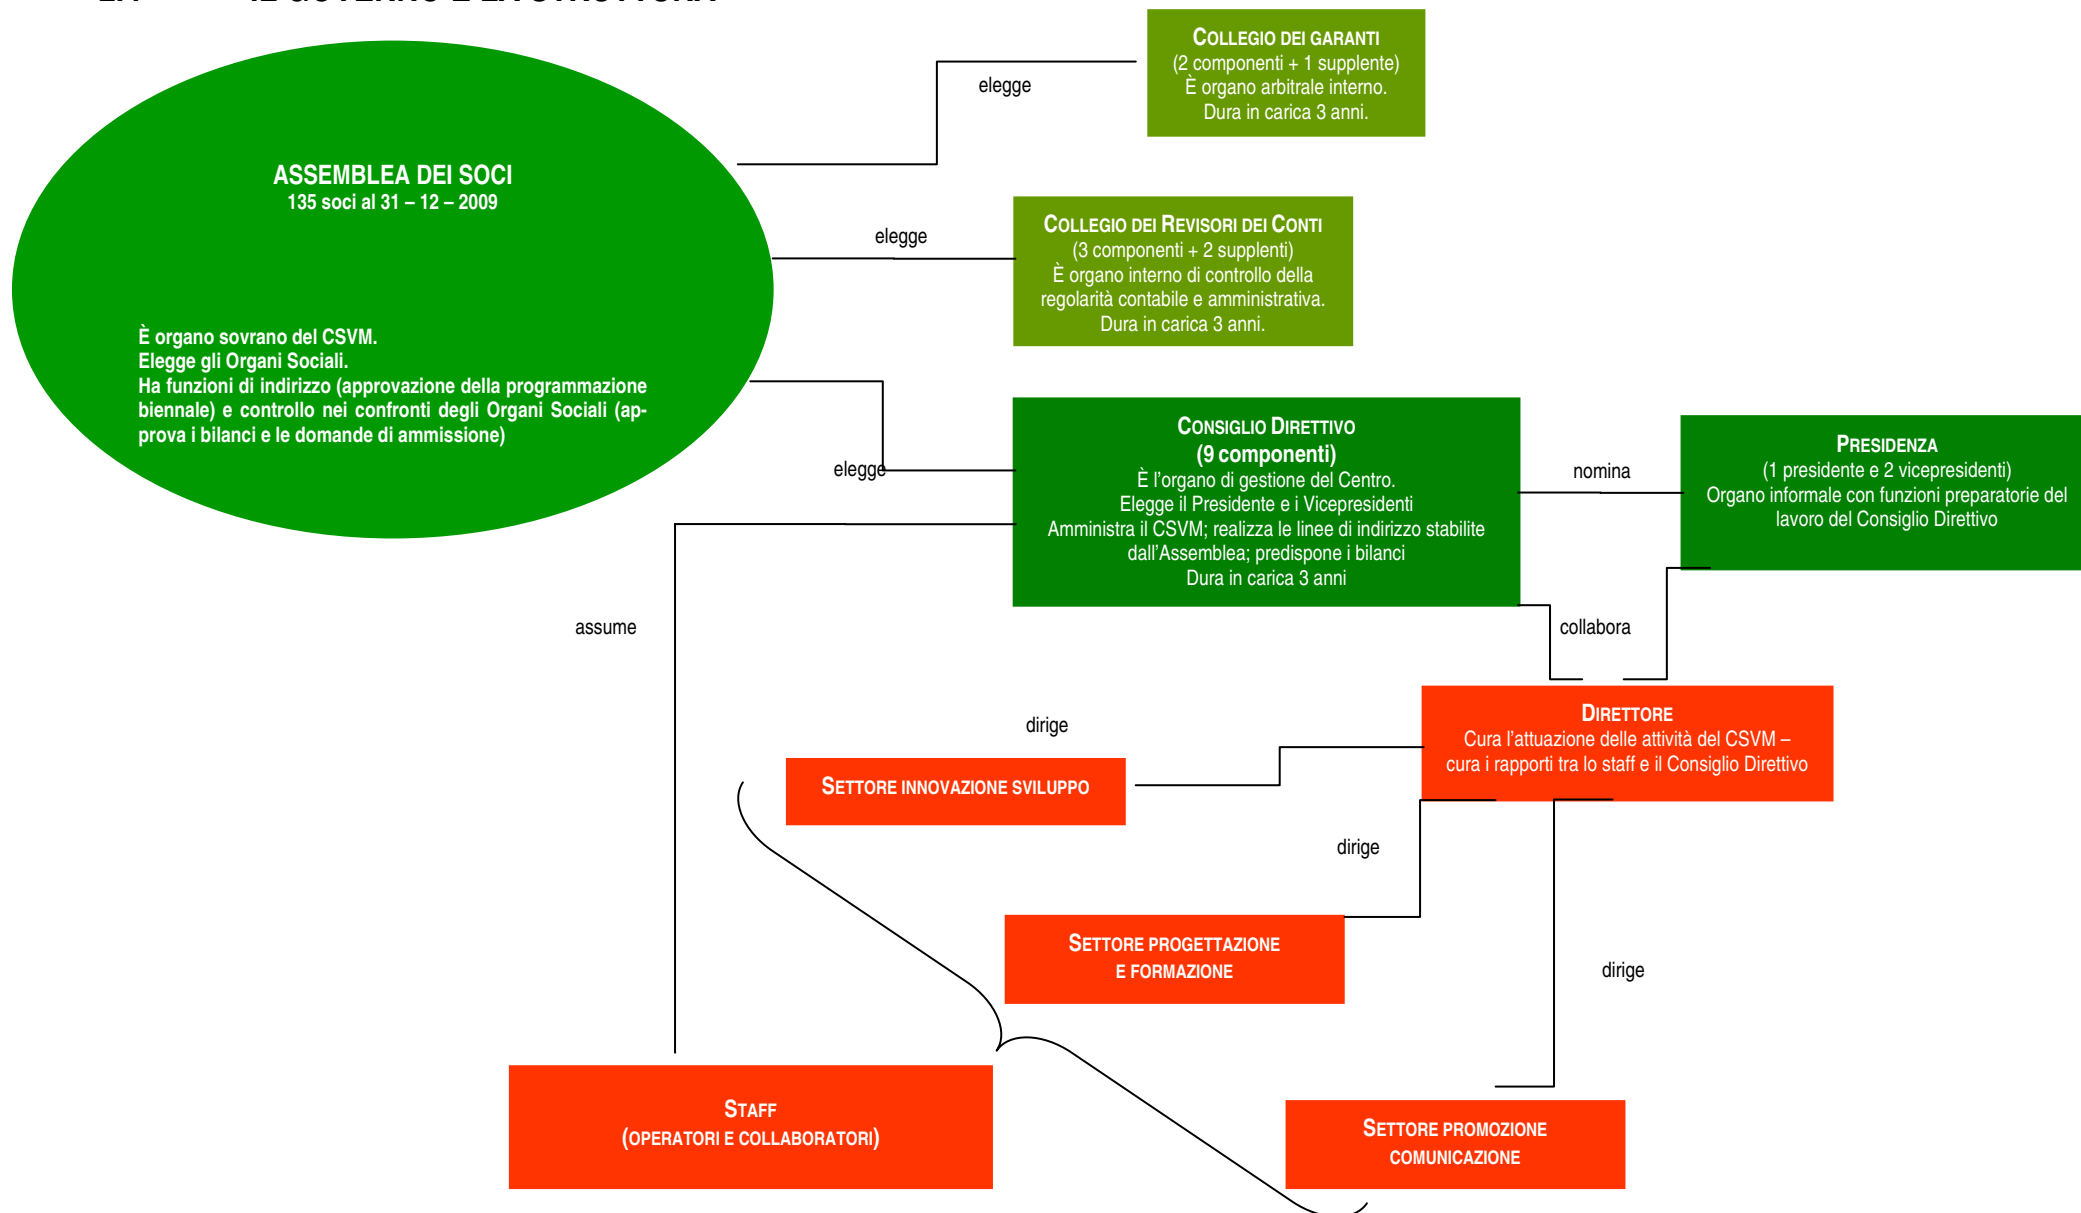 COLLEGIO DEI GARANTI
(2 componenti + 1 supplente)
È organo arbitrale interno.
Dura in carica 3 anni.
elegge
ASSEMBLEA DEI SOCI
135 soci al 31 – 12 – 2009
È organo sovrano del CSVM.
Elegge gli Organi Sociali.
Ha funzioni di indirizzo (approvazione della programmazione
biennale) e controllo nei confronti degli Organi Sociali (ap-
prova i bilanci e le domande di ammissione)
elegge
COLLEGIO DEI REVISORI DEI CONTI
(3 componenti + 2 supplenti)
È organo interno di controllo della
regolarità contabile e amministrativa.
Dura in carica 3 anni.
elegge
CONSIGLIO DIRETTIVO
(9 componenti)
È l'organo di gestione del Centro.
Elegge il Presidente e i Vicepresidenti
Amministra il CSVM; realizza le linee di indirizzo stabilite
dall'Assemblea; predispone i bilanci
Dura in carica 3 anni
nomina
PRESIDENZA
(1 presidente e 2 vicepresidenti)
Organo informale con funzioni preparatorie del
lavoro del Consiglio Direttivo
assume
collabora
DIRETTORE
Cura l'attuazione delle attività del CSVM –
cura i rapporti tra lo staff e il Consiglio Direttivo
dirige
SETTORE INNOVAZIONE SVILUPPO
dirige
SETTORE PROGETTAZIONE
E FORMAZIONE
dirige
STAFF
(OPERATORI E COLLABORATORI)
SETTORE PROMOZIONE
COMUNICAZIONE